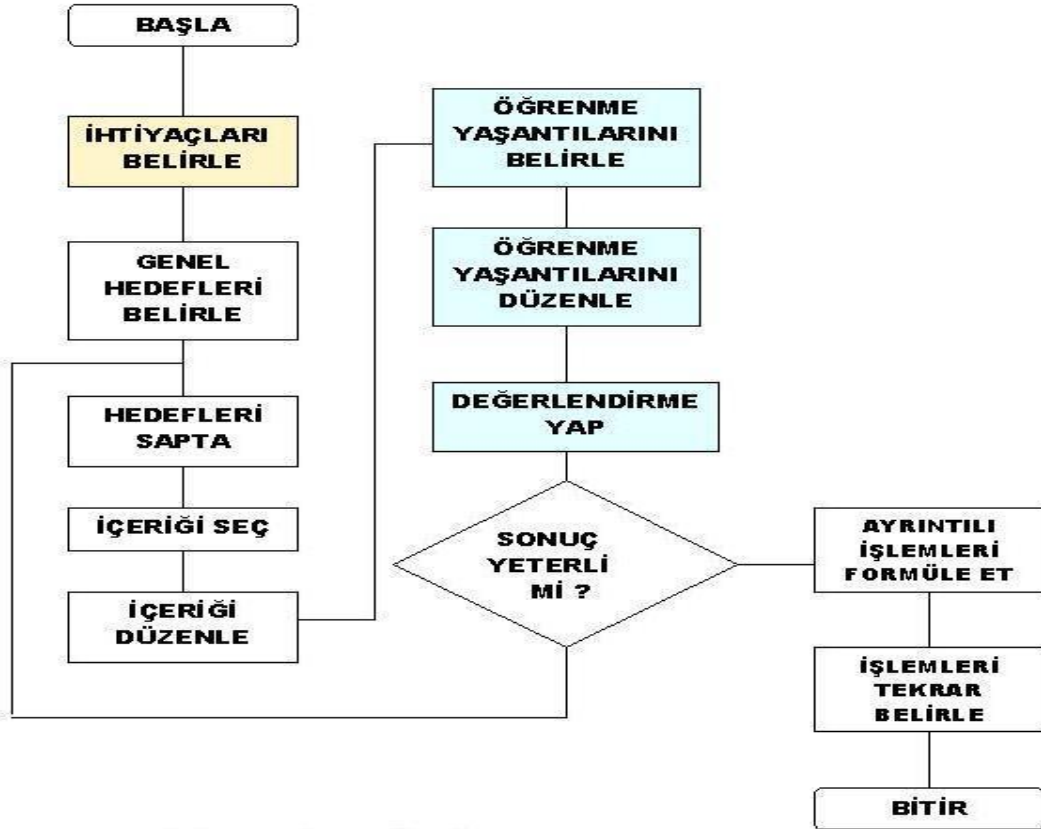 BAŞLA
İHTİYAÇLARI
BELİRLE
GENEL
HEDEFLERİ
BELİRLE
HEDEFLERİ
SAPTA
İÇERİĞİ SEÇ
İÇERİĞİ
DÜZENLE
ÖĞRENME
YAŞANTILARINI
BELİRLE
ÖĞRENME
YAŞANTILARINI
DÜZENLE
DEĞERLENDİRME
YAP
SONUÇ
YETERLİ
Mİ ?
AYRINTILI
İŞLEMLERİ
FORMÜLE ET
İŞLEMLERİ
TEKRAR
BELİRLE
BİTİR